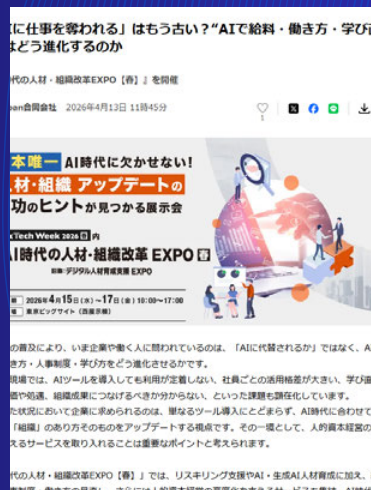 に仕事を奪われる」はもう古い？“AIで給料・働き方・学び
はどう進化するのか
代の人材・組織改革EXPO【春】』を開催
pan合同会社 2026年4月13日 11時45分
1
本唯一 AI時代に欠かせない！
人材・組織 アップデートの
功のヒントが見つかる展示会
Tech Week 2026 春 内
AI時代の人材・組織改革 EXPO 春
旧称：デジタル人材育成支援 EXPO
2026年4月15日(水)～17日(金) 10:00～17:00
東京ビッグサイト（西展示棟）
の普及により、いま企業や働く人に問われているのは、「AIに代替されるか」ではなく、A
き方・人事制度・学び方をどう進化させるかです。
現場では、AIツールを導入しても利用が定着しない、社員ごとの活用格差が大きい、学び直
価や処遇、組織成果につなげるべきか分からない、といった課題も顕在化しています。
た状況において企業に求められるのは、単なるツール導入にとどまらず、AI時代に合わせて
「組織」のあり方そのものをアップデートする視点です。その一環として、人的資本経営の
えるサービスを取り入れることは重要なポイントと考えられます。
代の人材・組織改革EXPO【春】」では、リスキリング支援やAI・生成AI人材育成に加え、